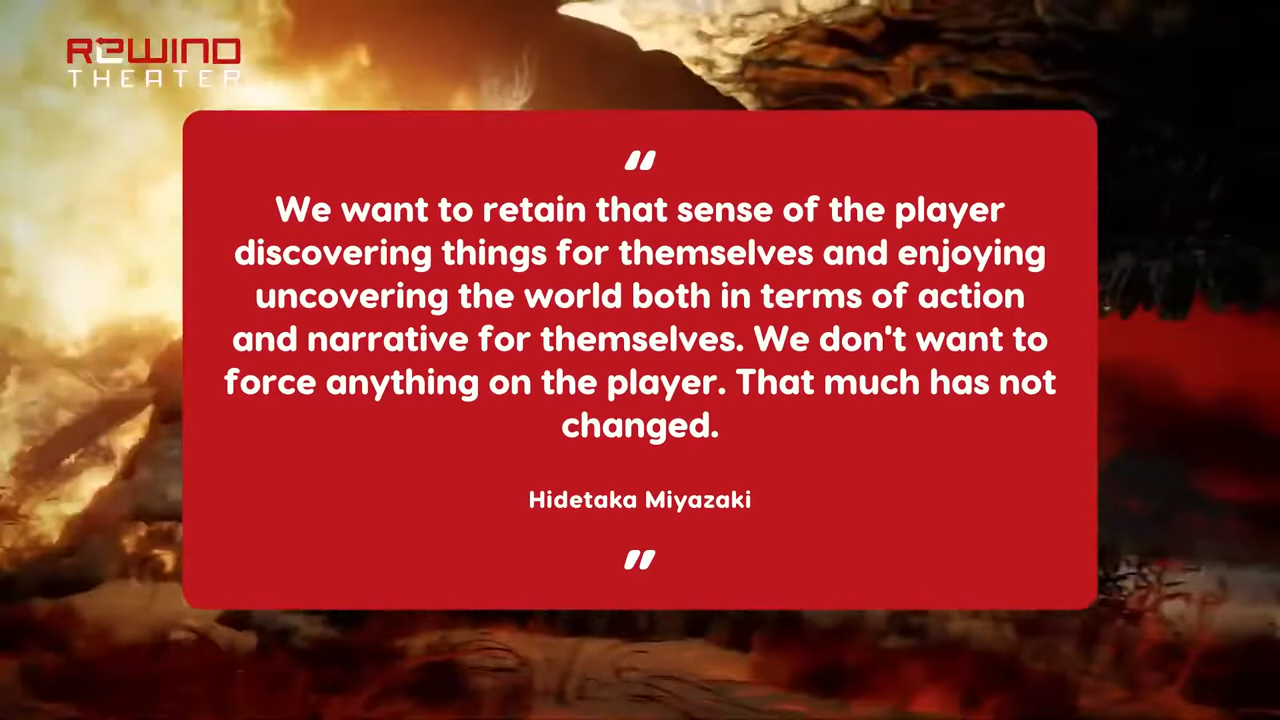 REWIND
THEATER
"
We want to retain that sense of the player
discovering things for themselves and enjoying
uncovering the world both in terms of action
and narrative for themselves. We don't want to
force anything on the player. That much has not
changed.
Hidetaka Miyazaki
"